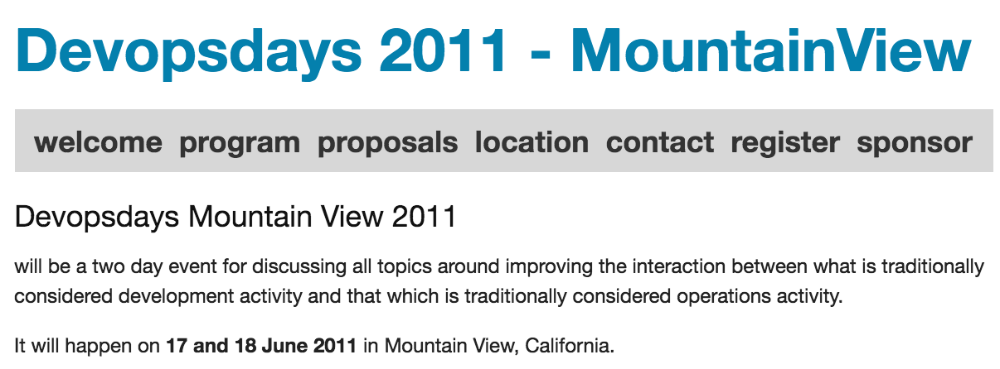 Devopsdays 2011 - MountainView
welcome program proposals location contact register sponsor
Devopsdays Mountain View 2011
will be a two day event for discussing all topics around improving the interaction between what is traditionally
considered development activity and that which is traditionally considered operations activity.
It will happen on 17 and 18 June 2011 in Mountain View, California.